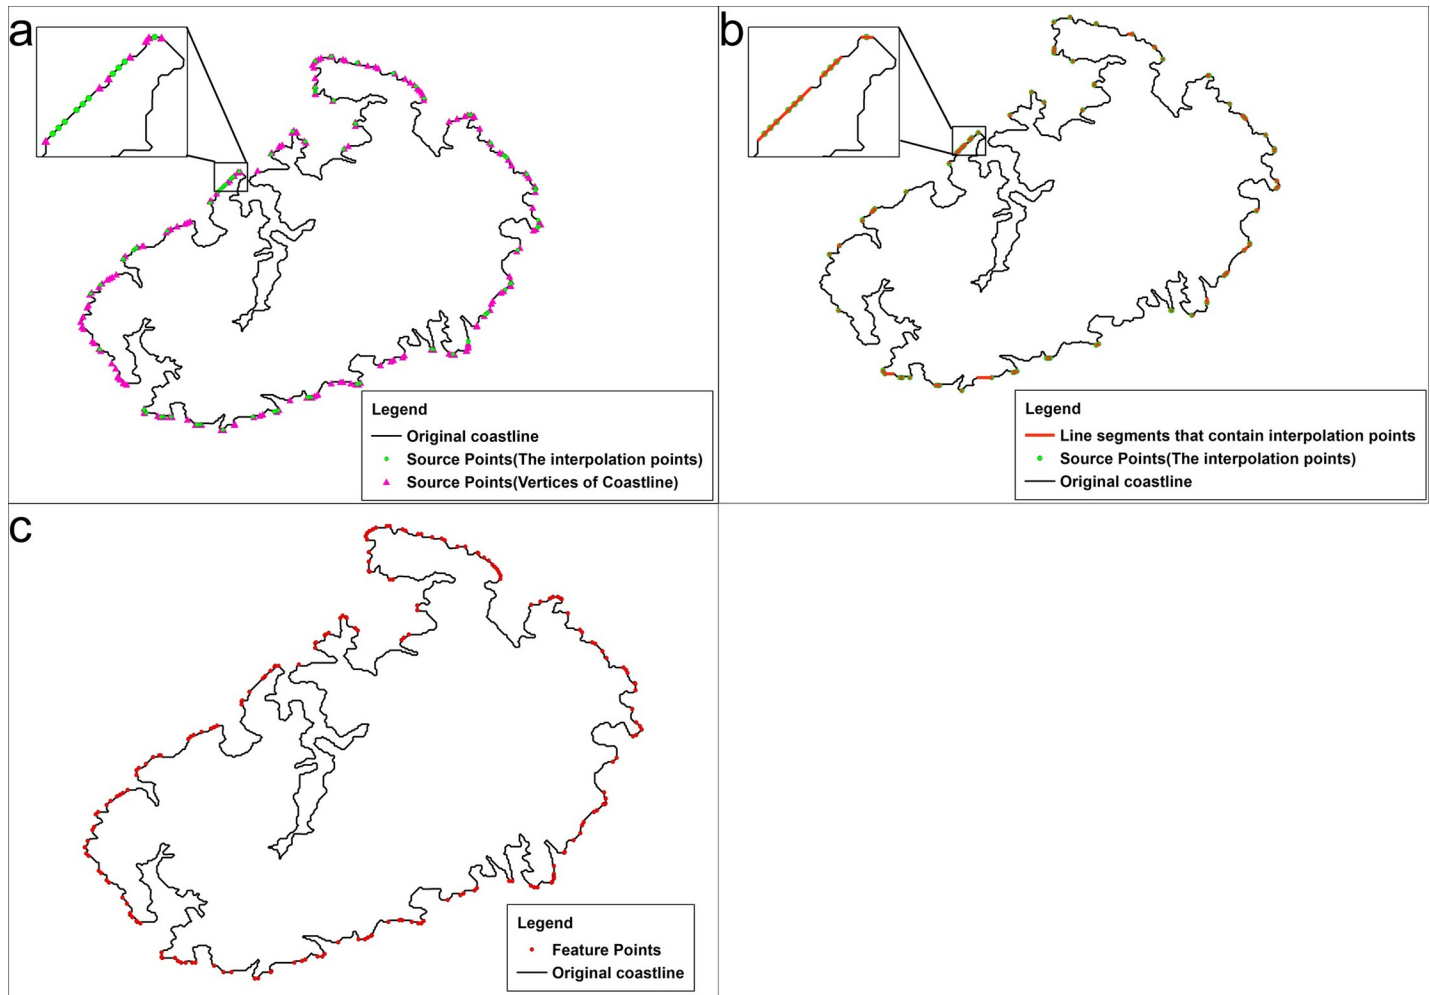 a
Legend
Original coastline
Source Points(The interpolation points)
Source Points(Vertices of Coastline)
b
Legend
Line segments that contain interpolation points
Source Points(The interpolation points)
Original coastline
c
Legend
Feature Points
Original coastline